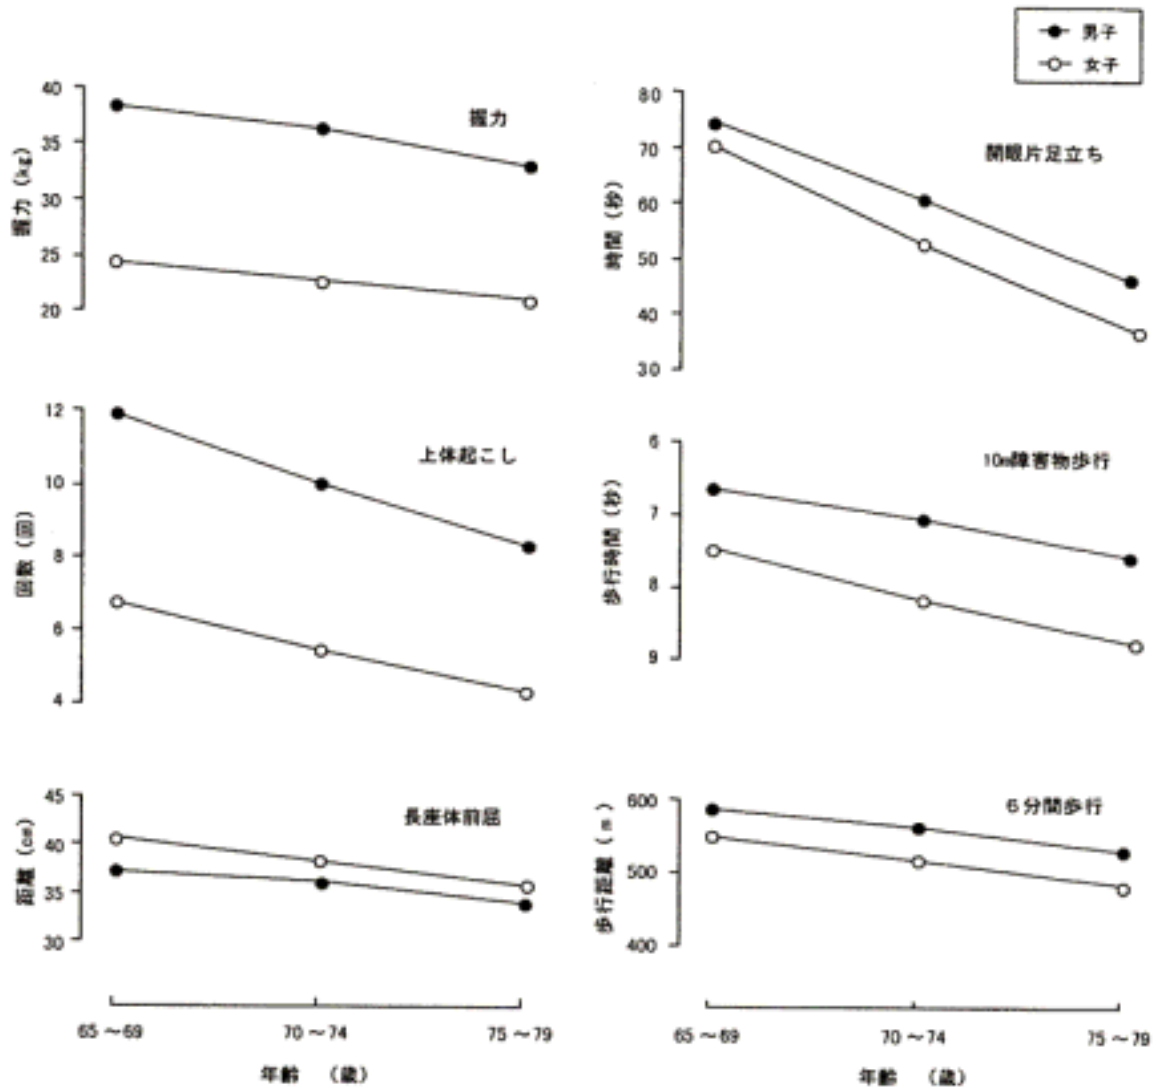 男子
女子
握力
握力（kg）
40
35
30
25
20
開眼片足立ち
時間（秒）
80
70
60
50
40
30
上体起こし
回数（回）
12
10
8
6
4
10m障害物歩行
歩行時間（秒）
6
7
8
9
長座体前屈
距離（cm）
45
40
35
30
6分間歩行
歩行距離（m）
600
500
400
65～69
70～74
75～79
年齢　（歳）
65～69
70～74
75～79
年齢　（歳）